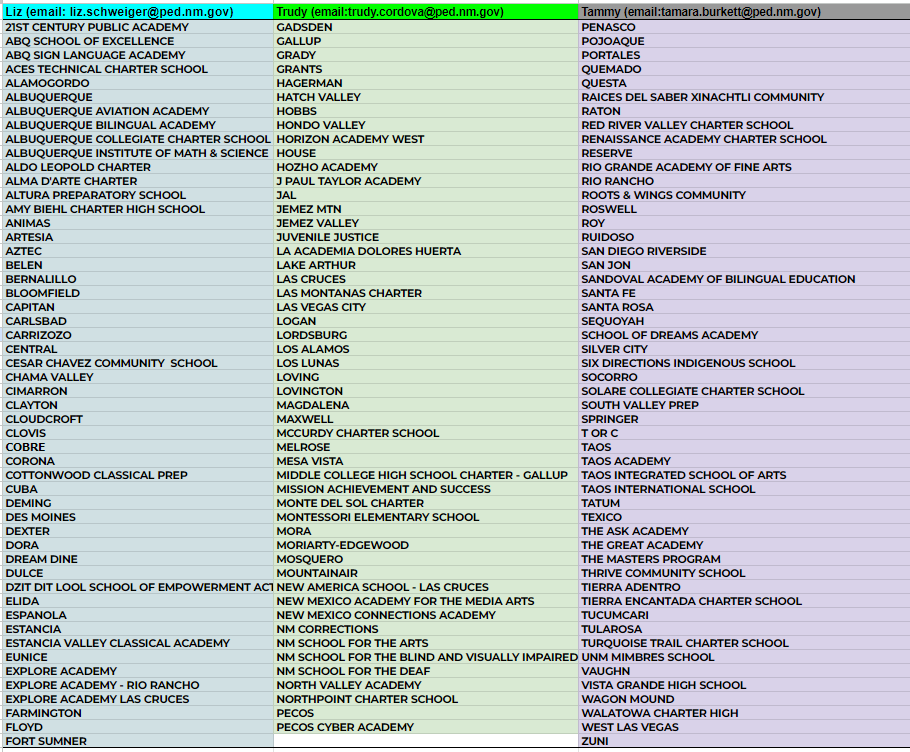 Liz (email: liz.schweiger@ped.nm.gov) Trudy (email:trudy.cordova@ped.nm.gov) Tammy (email:tamara.burkett@ped.nm.gov)
21ST CENTURY PUBLIC ACADEMY GADSDEN PENASCO
ABQ SCHOOL OF EXCELLENCE GALLUP POJOAQUE
ABQ SIGN LANGUAGE ACADEMY GRADY PORTALES
ACES TECHNICAL CHARTER SCHOOL GRANTS QUEMADO
ALAMOGORDO HAGERMAN QUESTA
ALBUQUERQUE HATCH VALLEY RAICES DEL SABER XINACHTLI COMMUNITY
ALBUQUERQUE AVIATION ACADEMY HOBBS RATON
ALBUQUERQUE BILINGUAL ACADEMY HONDO VALLEY RED RIVER VALLEY CHARTER SCHOOL
ALBUQUERQUE COLLEGIATE CHARTER SCHOOL HORIZON ACADEMY WEST RENAISSANCE ACADEMY CHARTER SCHOOL
ALBUQUERQUE INSTITUTE OF MATH & SCIENCE HOUSE RESERVE
ALDO LEOPOLD CHARTER HOZHO ACADEMY RIO GRANDE ACADEMY OF FINE ARTS
ALMA D'ARTE CHARTER J PAUL TAYLOR ACADEMY RIO RANCHO
ALTURA PREPARATORY SCHOOL JAL ROOTS & WINGS COMMUNITY
AMY BIEHL CHARTER HIGH SCHOOL JEMEZ MTN ROSWELL
ANIMAS JEMEZ VALLEY ROY
ARTESIA JUVENILE JUSTICE RUIDOSO
AZTEC LA ACADEMIA DOLORES HUERTA SAN DIEGO RIVERSIDE
BELEN LAKE ARTHUR SAN JON
BERNALILLO LAS CRUCES SANDOVAL ACADEMY OF BILINGUAL EDUCATION
BLOOMFIELD LAS MONTANAS CHARTER SANTA FE
CAPITAN LAS VEGAS CITY SANTA ROSA
CARLSBAD LOGAN SEQUOYAH
CARRIZOZO LORDSBURG SCHOOL OF DREAMS ACADEMY
CENTRAL LOS ALAMOS SILVER CITY
CESAR CHAVEZ COMMUNITY SCHOOL LOS LUNAS SIX DIRECTIONS INDIGENOUS SCHOOL
CHAMA VALLEY LOVING SOCORRO
CIMARRON LOVINGTON SOLARE COLLEGIATE CHARTER SCHOOL
CLAYTON MAGDALENA SOUTH VALLEY PREP
CLOUDCROFT MAXWELL SPRINGER
CLOVIS MCCURDY CHARTER SCHOOL T OR C
COBRE MELROSE TAOS
CORONA MESA VISTA TAOS ACADEMY
COTTONWOOD CLASSICAL PREP MIDDLE COLLEGE HIGH SCHOOL CHARTER - GALLUP TAOS INTEGRATED SCHOOL OF ARTS
CUBA MISSION ACHIEVEMENT AND SUCCESS TAOS INTERNATIONAL SCHOOL
DEMING MONTE DEL SOL CHARTER TATUM
DES MOINES MONTESSORI ELEMENTARY SCHOOL TEXICO
DEXTER MORA THE ASK ACADEMY
DORA MORIARTY-EDGEWOOD THE GREAT ACADEMY
DREAM DINE MOSQUERO THE MASTERS PROGRAM
DULCE MOUNTAINAIR THRIVE COMMUNITY SCHOOL
DZIT DIT LOOL SCHOOL OF EMPOWERMENT ACT NEW AMERICA SCHOOL - LAS CRUCES TIERRA ADENTRO
ELIDA NEW MEXICO ACADEMY FOR THE MEDIA ARTS TIERRA ENCANTADA CHARTER SCHOOL
ESPANOLA NEW MEXICO CONNECTIONS ACADEMY TUCUMCARI
ESTANCIA NM CORRECTIONS TULAROSA
ESTANCIA VALLEY CLASSICAL ACADEMY NM SCHOOL FOR THE ARTS TURQUOISE TRAIL CHARTER SCHOOL
EUNICE NM SCHOOL FOR THE BLIND AND VISUALLY IMPAIRED UNM MIMBRES SCHOOL
EXPLORE ACADEMY NM SCHOOL FOR THE DEAF VAUGHN
EXPLORE ACADEMY - RIO RANCHO NORTH VALLEY ACADEMY VISTA GRANDE HIGH SCHOOL
EXPLORE ACADEMY LAS CRUCES NORTHPOINT CHARTER SCHOOL WAGON MOUND
FARMINGTON PECOS WALATOWA CHARTER HIGH
FLOYD PECOS CYBER ACADEMY WEST LAS VEGAS
FORT SUMNER ZUNI